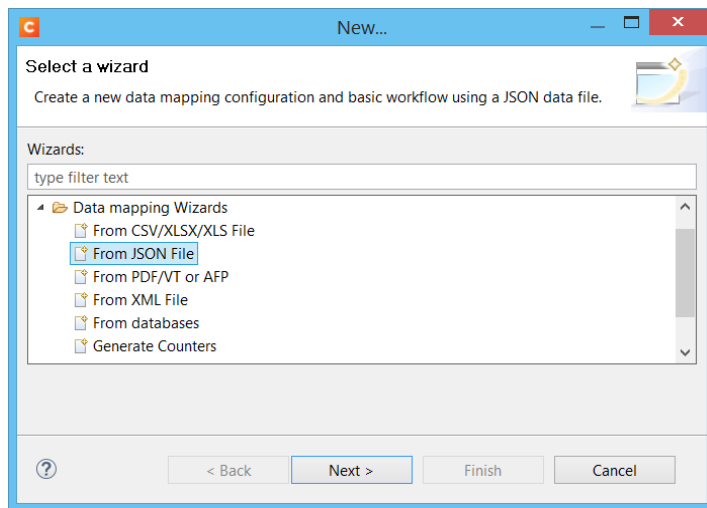 C
New...
Select a wizard
Create a new data mapping configuration and basic workflow using a JSON data file.
Wizards:
type filter text
Data mapping Wizards
From CSV/XLSX/XLS File
From JSON File
From PDF/VT or AFP
From XML File
From databases
Generate Counters
?
< Back
Next >
Finish
Cancel